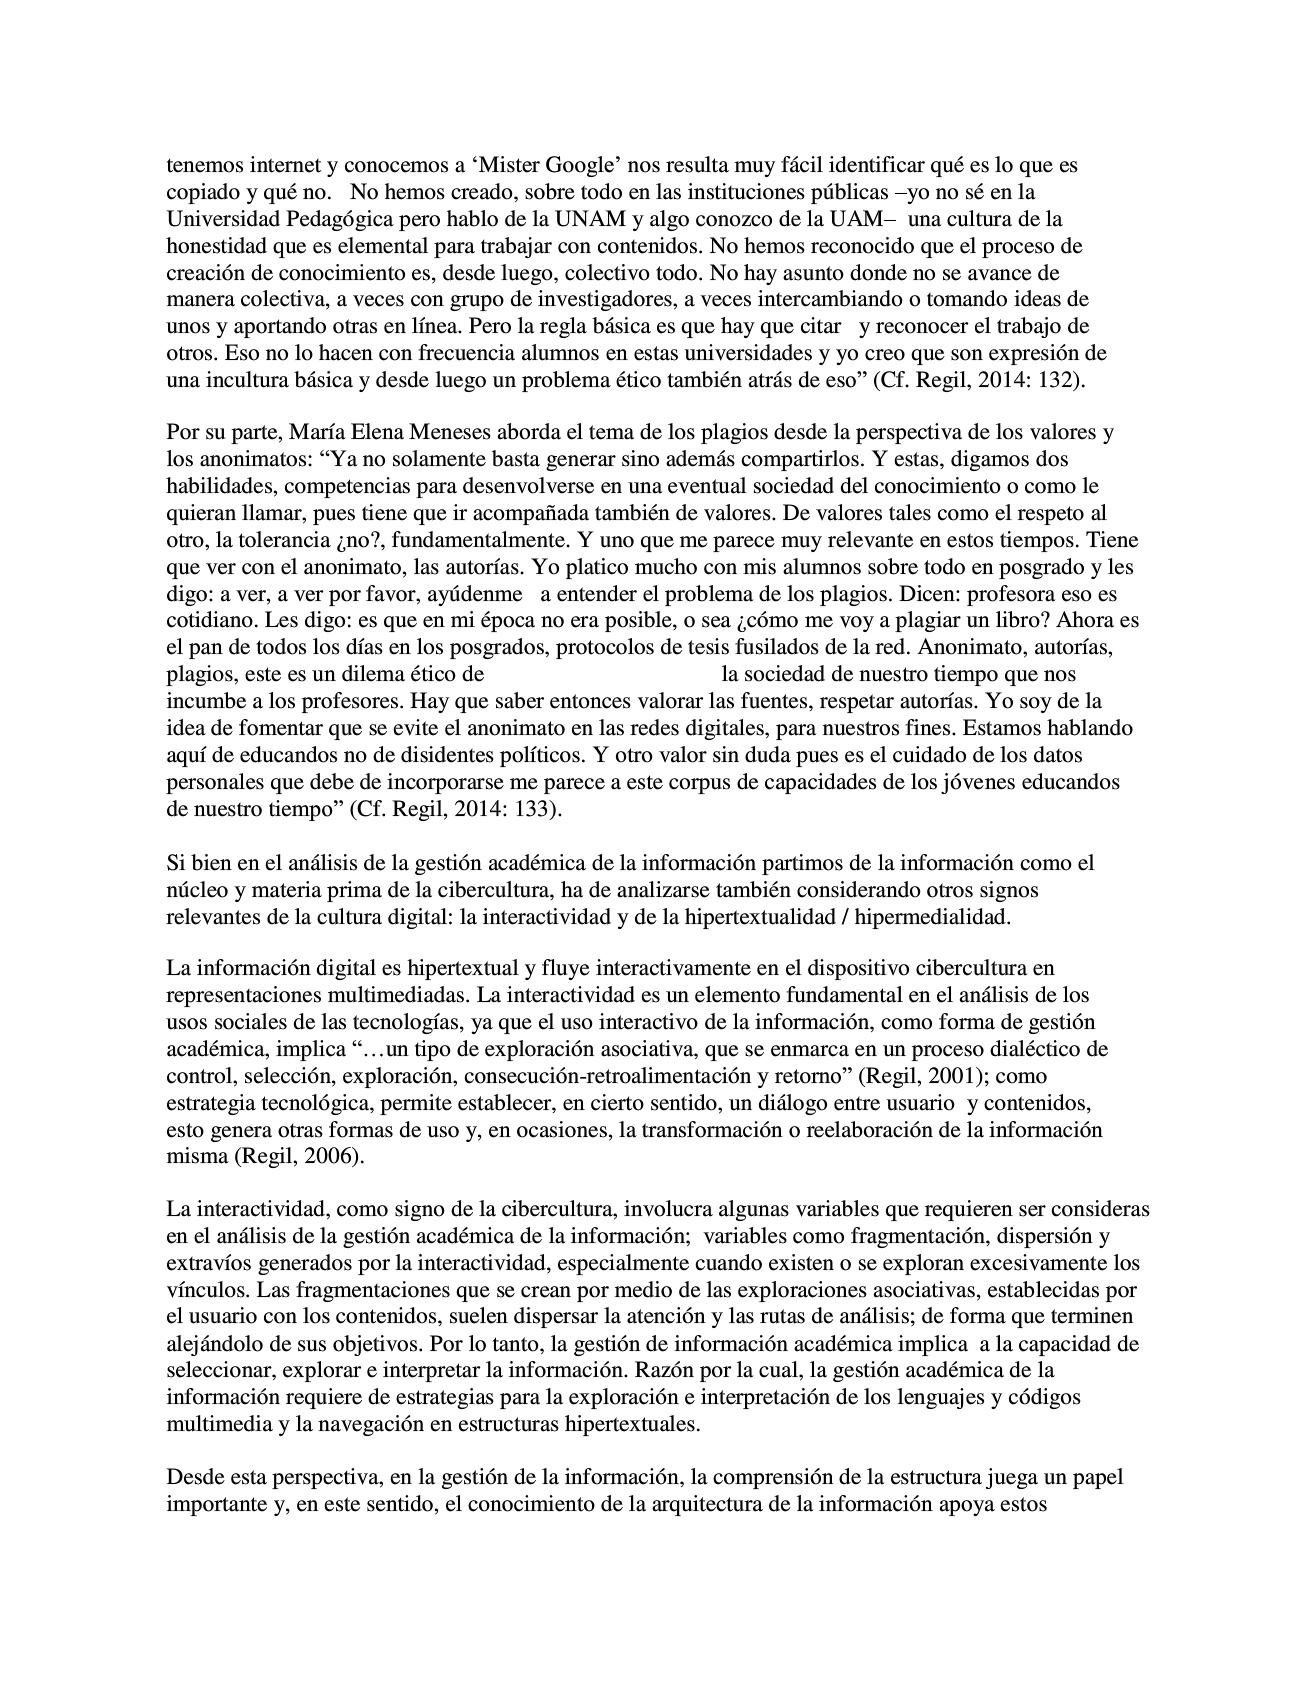 tenemos internet y conocemos a ‘Mister Google’ nos resulta muy fácil identificar qué es lo que es
copiado y qué no.   No hemos creado, sobre todo en las instituciones públicas –yo no sé en la
Universidad Pedagógica pero hablo de la UNAM y algo conozco de la UAM–  una cultura de la
honestidad que es elemental para trabajar con contenidos. No hemos reconocido que el proceso de
creación de conocimiento es, desde luego, colectivo todo. No hay asunto donde no se avance de
manera colectiva, a veces con grupo de investigadores, a veces intercambiando o tomando ideas de
unos y aportando otras en línea. Pero la regla básica es que hay que citar   y reconocer el trabajo de
otros. Eso no lo hacen con frecuencia alumnos en estas universidades y yo creo que son expresión de
una incultura básica y desde luego un problema ético también atrás de eso” (Cf. Regil, 2014: 132).
Por su parte, María Elena Meneses aborda el tema de los plagios desde la perspectiva de los valores y
los anonimatos: “Ya no solamente basta generar sino además compartirlos. Y estas, digamos dos
habilidades, competencias para desenvolverse en una eventual sociedad del conocimiento o como le
quieran llamar, pues tiene que ir acompañada también de valores. De valores tales como el respeto al
otro, la tolerancia ¿no?, fundamentalmente. Y uno que me parece muy relevante en estos tiempos. Tiene
que ver con el anonimato, las autorías. Yo platico mucho con mis alumnos sobre todo en posgrado y les
digo: a ver, a ver por favor, ayúdenme   a entender el problema de los plagios. Dicen: profesora eso es
cotidiano. Les digo: es que en mi época no era posible, o sea ¿cómo me voy a plagiar un libro? Ahora es
el pan de todos los días en los posgrados, protocolos de tesis fusilados de la red. Anonimato, autorías,
plagios, este es un dilema ético de la sociedad de nuestro tiempo que nos
incumbe a los profesores. Hay que saber entonces valorar las fuentes, respetar autorías. Yo soy de la
idea de fomentar que se evite el anonimato en las redes digitales, para nuestros fines. Estamos hablando
aquí de educandos no de disidentes políticos. Y otro valor sin duda pues es el cuidado de los datos
personales que debe de incorporarse me parece a este corpus de capacidades de los jóvenes educandos
de nuestro tiempo” (Cf. Regil, 2014: 133).
Si bien en el análisis de la gestión académica de la información partimos de la información como el
núcleo y materia prima de la cibercultura, ha de analizarse también considerando otros signos
relevantes de la cultura digital: la interactividad y de la hipertextualidad / hipermedialidad.
La información digital es hipertextual y fluye interactivamente en el dispositivo cibercultura en
representaciones multimediadas. La interactividad es un elemento fundamental en el análisis de los
usos sociales de las tecnologías, ya que el uso interactivo de la información, como forma de gestión
académica, implica “…un tipo de exploración asociativa, que se enmarca en un proceso dialéctico de
control, selección, exploración, consecución-retroalimentación y retorno” (Regil, 2001); como
estrategia tecnológica, permite establecer, en cierto sentido, un diálogo entre usuario  y contenidos,
esto genera otras formas de uso y, en ocasiones, la transformación o reelaboración de la información
misma (Regil, 2006).
La interactividad, como signo de la cibercultura, involucra algunas variables que requieren ser consideras
en el análisis de la gestión académica de la información;  variables como fragmentación, dispersión y
extravíos generados por la interactividad, especialmente cuando existen o se exploran excesivamente los
vínculos. Las fragmentaciones que se crean por medio de las exploraciones asociativas, establecidas por
el usuario con los contenidos, suelen dispersar la atención y las rutas de análisis; de forma que terminen
alejándolo de sus objetivos. Por lo tanto, la gestión de información académica implica  a la capacidad de
seleccionar, explorar e interpretar la información. Razón por la cual, la gestión académica de la
información requiere de estrategias para la exploración e interpretación de los lenguajes y códigos
multimedia y la navegación en estructuras hipertextuales.
Desde esta perspectiva, en la gestión de la información, la comprensión de la estructura juega un papel
importante y, en este sentido, el conocimiento de la arquitectura de la información apoya estos